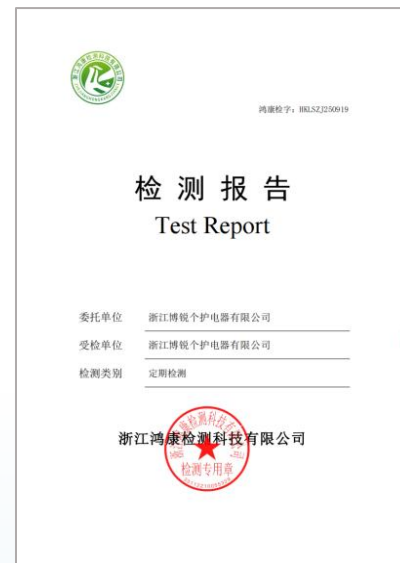 鸿康检字：HKLSZJ250919
检测报告
Test Report
委托单位 浙江博锐个护电器有限公司
受检单位 浙江博锐个护电器有限公司
检测类别 定期检测
浙江鸿康检测科技有限公司
检测专用章